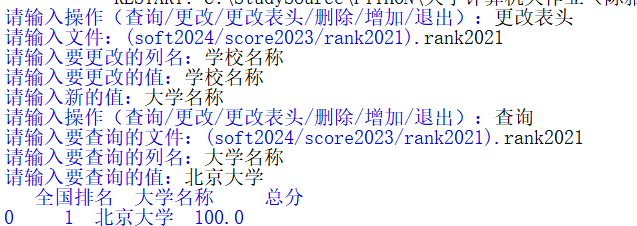 RESTART: C:\StudySource\PYTHON\大学计算机大作业（陈
请输入操作（查询/更改/更改表头/删除/增加/退出）：更改表头
请输入文件：(soft2024/score2023/rank2021).rank2021
请输入要更改的列名：学校名称
请输入要更改的值：学校名称
请输入新的值：大学名称
请输入操作（查询/更改/更改表头/删除/增加/退出）：查询
请输入要查询的文件：(soft2024/score2023/rank2021).rank2021
请输入要查询的列名：大学名称
请输入要查询的值：北京大学
全国排名 大学名称 总分
0 1 北京大学 100.0